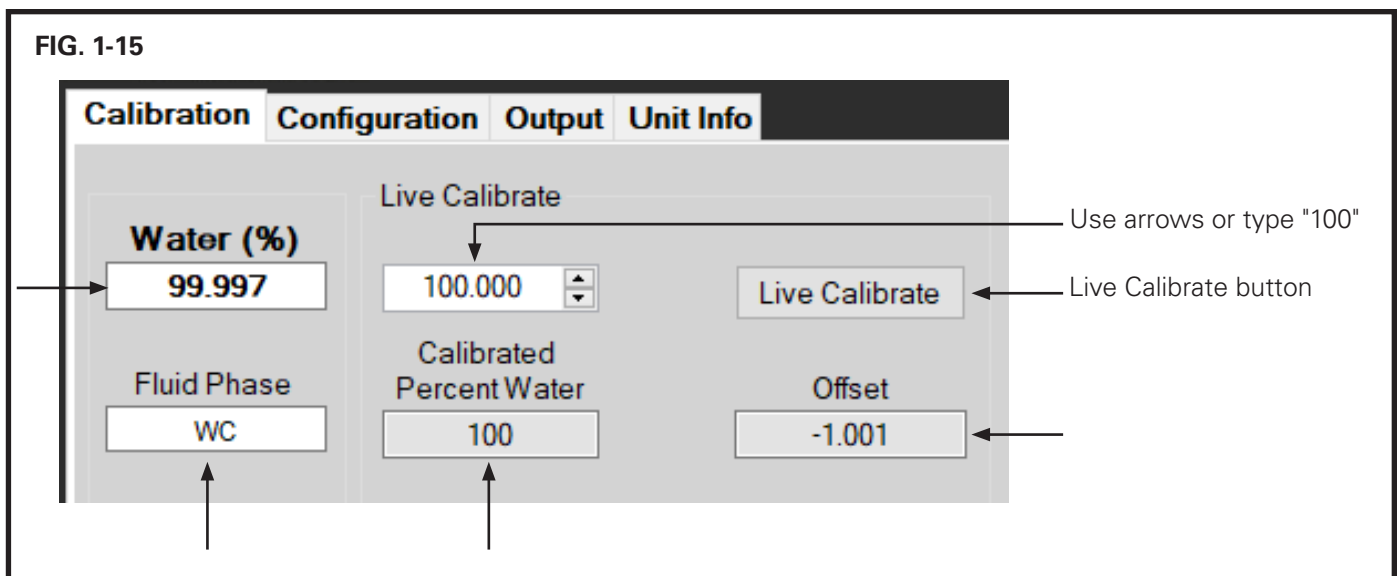 FIG. 1-15
Calibration Configuration Output Unit Info
Live Calibrate
Water (%)
99.997
100.000
Live Calibrate
Use arrows or type "100"
Live Calibrate button
Fluid Phase
WC
Calibrated
Percent Water
100
Offset
-1.001